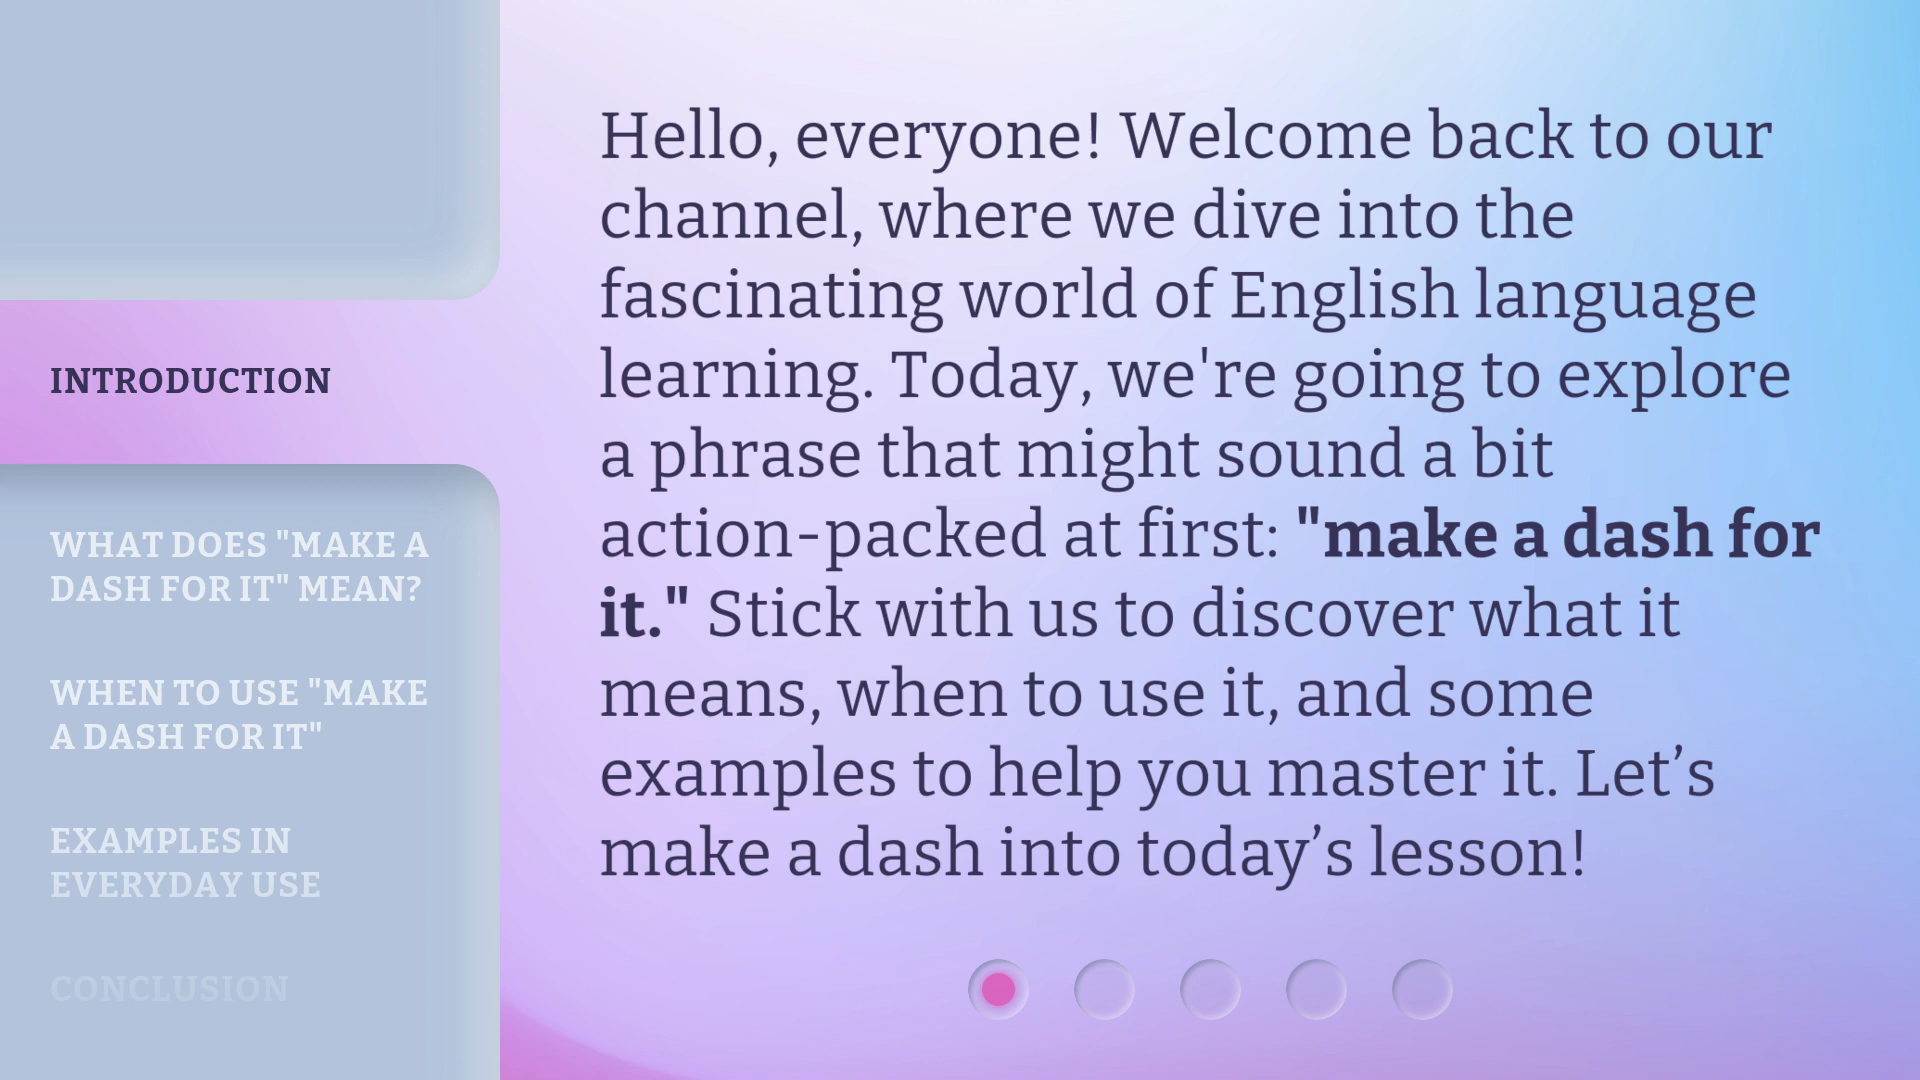 INTRODUCTION
WHAT DOES "MAKE A
DASH FOR IT" MEAN?
WHEN TO USE "MAKE
A DASH FOR IT"
EXAMPLES IN
EVERYDAY USE
CONCLUSION
Hello, everyone! Welcome back to our
channel, where we dive into the
fascinating world of English language
learning. Today, we're going to explore
a phrase that might sound a bit
action-packed at first: "make a dash for
it." Stick with us to discover what it
means, when to use it, and some
examples to help you master it. Let’s
make a dash into today’s lesson!